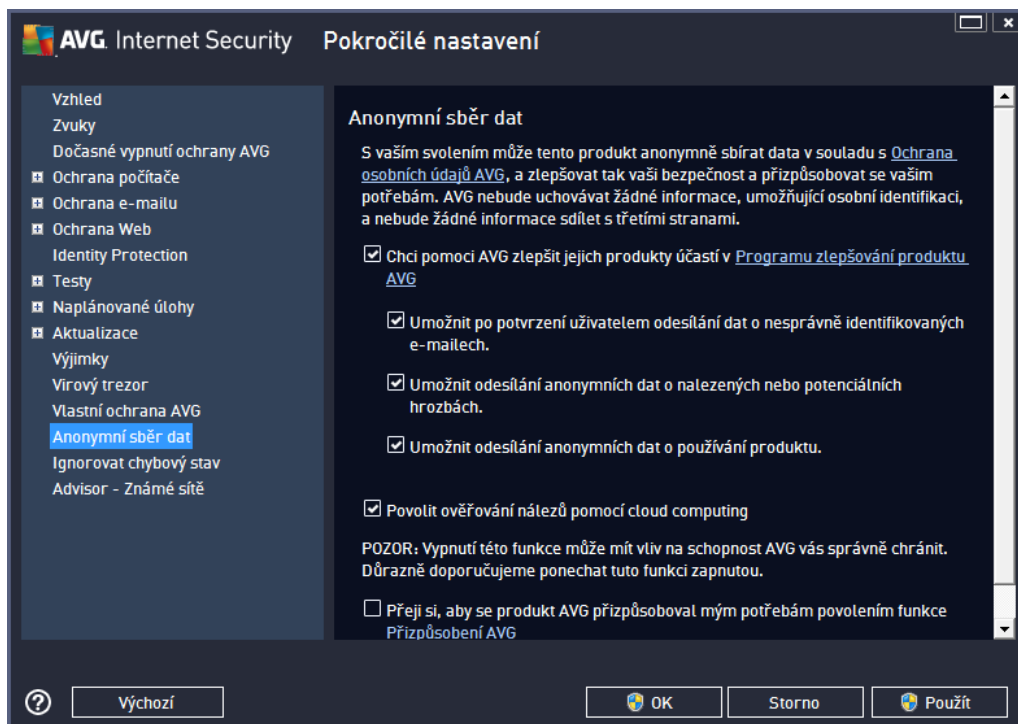 AVG. Internet Security Pokročilé nastavení
Vzhled
Zvuky
Dočasné vypnutí ochrany AVG
Ochrana počítače
Ochrana e-mailu
Ochrana Web
Identity Protection
Testy
Naplánované úlohy
Aktualizace
Výjimky
Virový trezor
Vlastní ochrana AVG
Anonymní sběr dat
Ignorovat chybový stav
Advisor - Známé sítě
Anonymní sběr dat
S vaším svolením může tento produkt anonymně sbírat data v souladu s Ochrana
osobních údajů AVG, a zlepšovat tak vaši bezpečnost a přizpůsobovat se vašim
potřebám. AVG nebude uchovávat žádné informace, umožňující osobní identifikaci,
a nebude žádné informace sdílet s třetími stranami.
Chci pomoci AVG zlepšit jejich produkty účastí v Programu zlepšování produktu
AVG
Umožnit po potvrzení uživatelem odesílání dat o nesprávně identifikovaných
e-mailech.
Umožnit odesílání anonymních dat o nalezených nebo potenciálních
hrozbách.
Umožnit odesílání anonymních dat o používání produktu.
Povolit ověřování nálezů pomocí cloud computing
POZOR: Vypnutí této funkce může mít vliv na schopnost AVG vás správně chránit.
Důrazně doporučujeme ponechat tuto funkci zapnutou.
Přeji si, aby se produkt AVG přizpůsoboval mým potřebám povolením funkce
Přizpůsobení AVG
? Výchozí OK Storno Použít